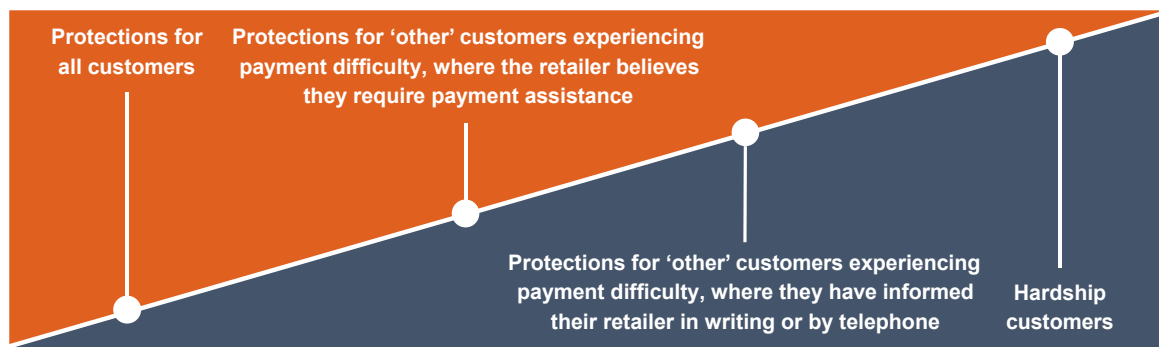 Protections for
all customers
Protections for ‘other’ customers experiencing
payment difficulty, where the retailer believes
they require payment assistance
Protections for ‘other’ customers experiencing
payment difficulty, where they have informed
their retailer in writing or by telephone
Hardship
customers